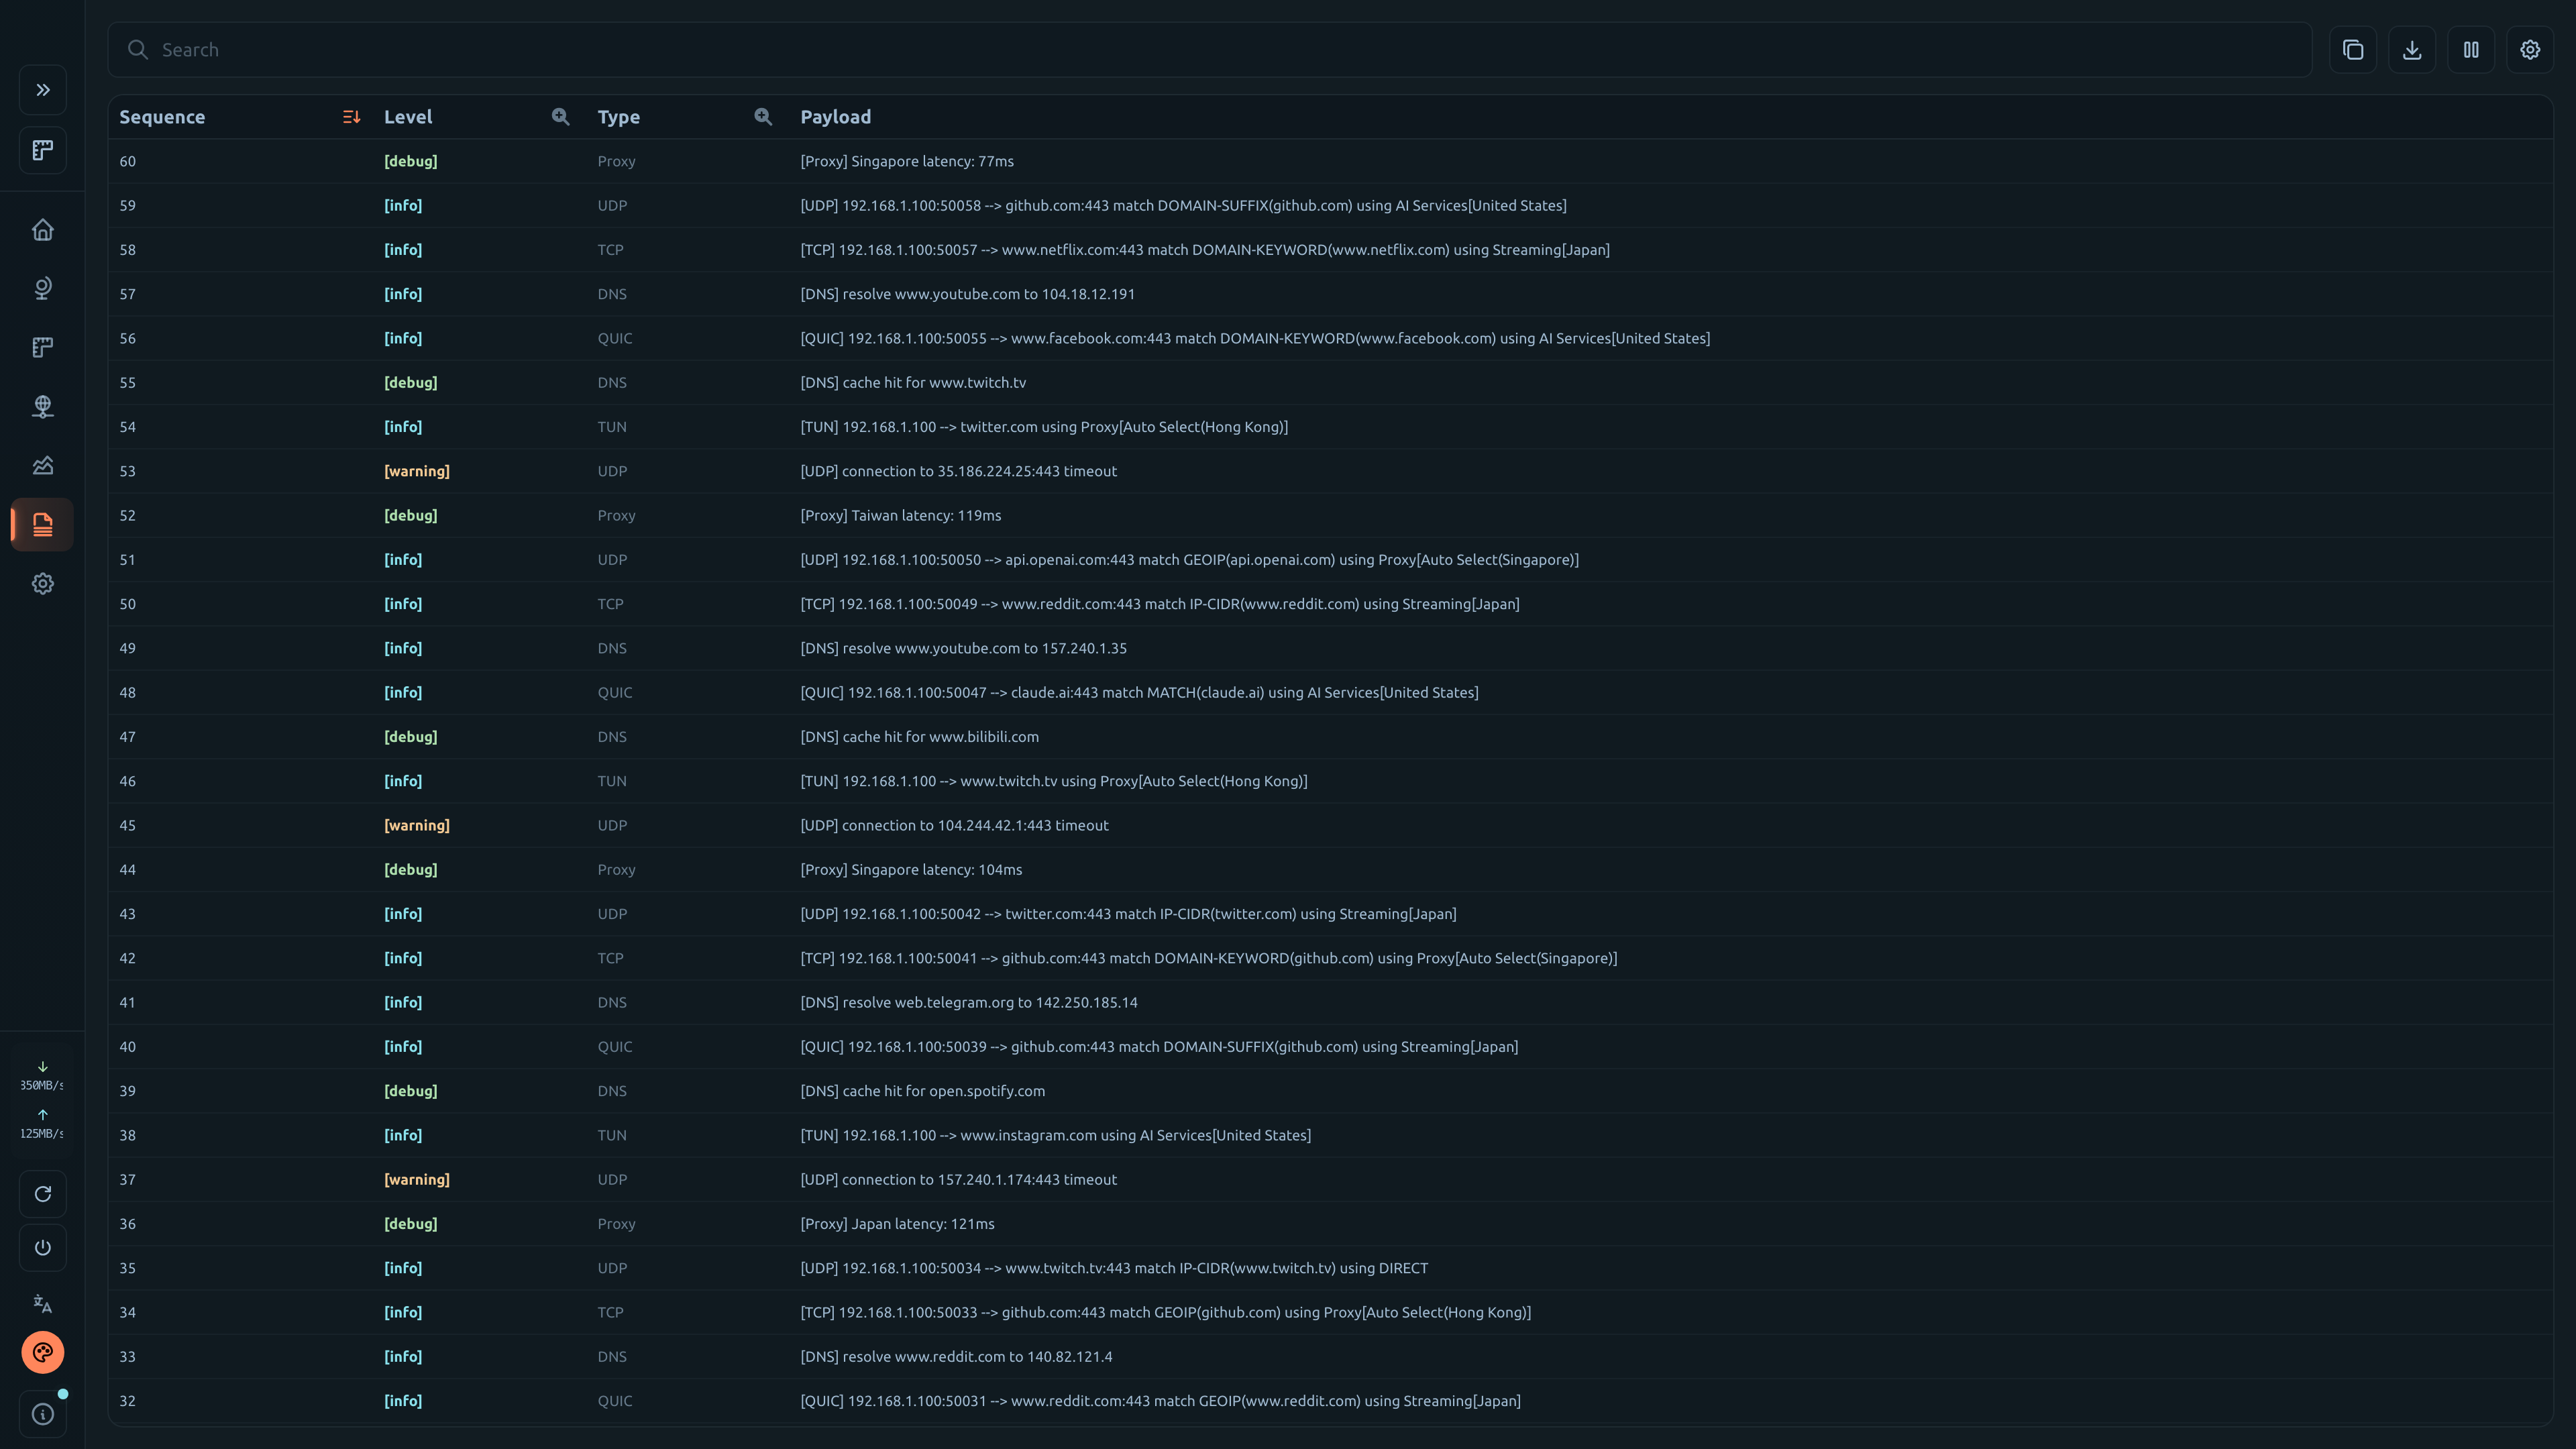 Search
Sequence Level Type Payload
60 [debug] Proxy [Proxy] Singapore latency: 77ms
59 [info] UDP [UDP] 192.168.1.100:50058 --> github.com:443 match DOMAIN-SUFFIX(github.com) using AI Services[United States]
58 [info] TCP [TCP] 192.168.1.100:50057 --> www.netflix.com:443 match DOMAIN-KEYWORD(www.netflix.com) using Streaming[Japan]
57 [info] DNS [DNS] resolve www.youtube.com to 104.18.12.191
56 [info] QUIC [QUIC] 192.168.1.100:50055 --> www.facebook.com:443 match DOMAIN-KEYWORD(www.facebook.com) using AI Services[United States]
55 [debug] DNS [DNS] cache hit for www.twitch.tv
54 [info] TUN [TUN] 192.168.1.100 --> twitter.com using Proxy[Auto Select(Hong Kong)]
53 [warning] UDP [UDP] connection to 35.186.224.25:443 timeout
52 [debug] Proxy [Proxy] Taiwan latency: 119ms
51 [info] UDP [UDP] 192.168.1.100:50050 --> api.openai.com:443 match GEOIP(api.openai.com) using Proxy[Auto Select(Singapore)]
50 [info] TCP [TCP] 192.168.1.100:50049 --> www.reddit.com:443 match IP-CIDR(www.reddit.com) using Streaming[Japan]
49 [info] DNS [DNS] resolve www.youtube.com to 157.240.1.35
48 [info] QUIC [QUIC] 192.168.1.100:50047 --> claude.ai:443 match MATCH(claude.ai) using AI Services[United States]
47 [debug] DNS [DNS] cache hit for www.bilibili.com
46 [info] TUN [TUN] 192.168.1.100 --> www.twitch.tv using Proxy[Auto Select(Hong Kong)]
45 [warning] UDP [UDP] connection to 104.244.42.1:443 timeout
44 [debug] Proxy [Proxy] Singapore latency: 104ms
43 [info] UDP [UDP] 192.168.1.100:50042 --> twitter.com:443 match IP-CIDR(twitter.com) using Streaming[Japan]
42 [info] TCP [TCP] 192.168.1.100:50041 --> github.com:443 match DOMAIN-KEYWORD(github.com) using Proxy[Auto Select(Singapore)]
41 [info] DNS [DNS] resolve web.telegram.org to 142.250.185.14
40 [info] QUIC [QUIC] 192.168.1.100:50039 --> github.com:443 match DOMAIN-SUFFIX(github.com) using Streaming[Japan]
39 [debug] DNS [DNS] cache hit for open.spotify.com
38 [info] TUN [TUN] 192.168.1.100 --> www.instagram.com using AI Services[United States]
37 [warning] UDP [UDP] connection to 157.240.1.174:443 timeout
36 [debug] Proxy [Proxy] Japan latency: 121ms
35 [info] UDP [UDP] 192.168.1.100:50034 --> www.twitch.tv:443 match IP-CIDR(www.twitch.tv) using DIRECT
34 [info] TCP [TCP] 192.168.1.100:50033 --> github.com:443 match GEOIP(github.com) using Proxy[Auto Select(Hong Kong)]
33 [info] DNS [DNS] resolve www.reddit.com to 140.82.121.4
32 [info] QUIC [QUIC] 192.168.1.100:50031 --> www.reddit.com:443 match GEOIP(www.reddit.com) using Streaming[Japan]
350MB/s
125MB/s